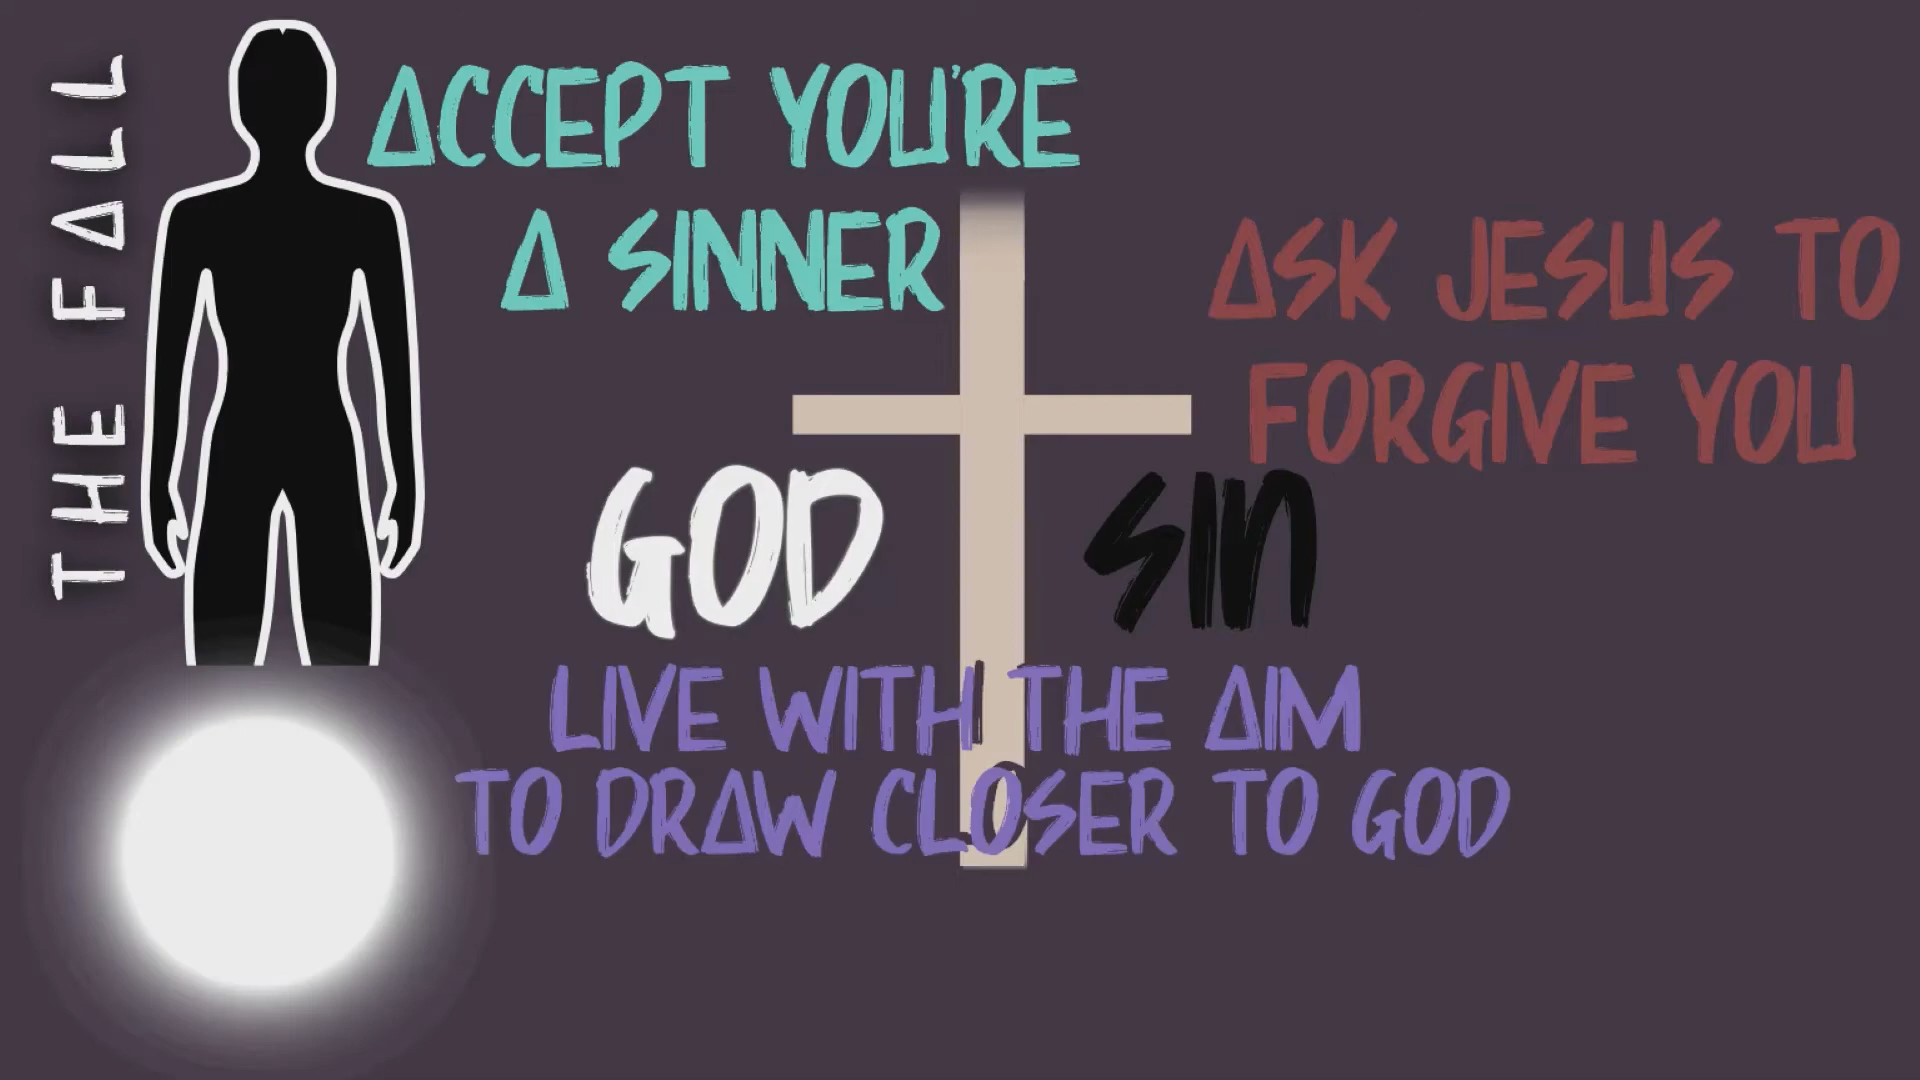 THE FALL
ACCEPT YOU'RE
A SINNER
ASK JESUS TO
FORGIVE YOU
GOD
SIN
LIVE WITH THE AIM
TO DRAW CLOSER TO GOD